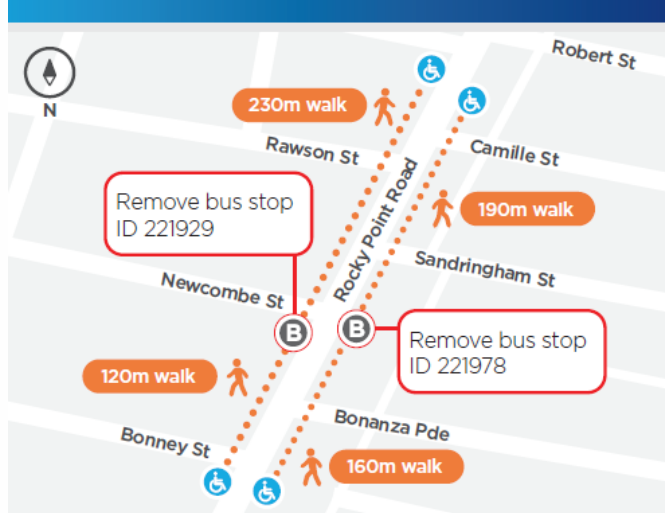 Robert St
N
230m walk
Rawson St
Camille St
Remove bus stop
ID 221929
Rocky Point Road
190m walk
Sandringham St
Newcombe St
B
B
Remove bus stop
ID 221978
120m walk
Bonanza Pde
Bonney St
160m walk